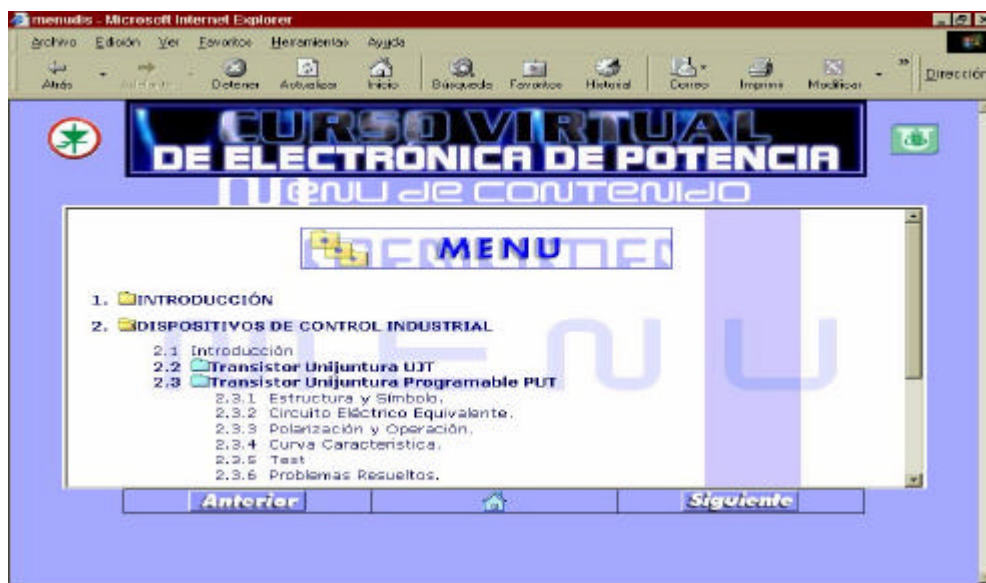 menudis - Microsoft Internet Explorer
Archivo Edición Ver Favoritos Herramientas Ayuda
Atrás Adelante Detener Actualizar Inicio Búsqueda Favoritos Historial Correo Imprimir Modificar » Dirección
CURSO VIRTUAL
DE ELECTRÓNICA DE POTENCIA
Menu de contenido
MENU
1. INTRODUCCIÓN
2. DISPOSITIVOS DE CONTROL INDUSTRIAL
2.1 Introducción
2.2 Transistor Unijuntura UJT
2.3 Transistor Unijuntura Programable PUT
2.3.1 Estructura y Símbolo.
2.3.2 Circuito Eléctrico Equivalente.
2.3.3 Polarización y Operación.
2.3.4 Curva Característica.
2.3.5 Test
2.3.6 Problemas Resueltos.
Anterior Siguiente